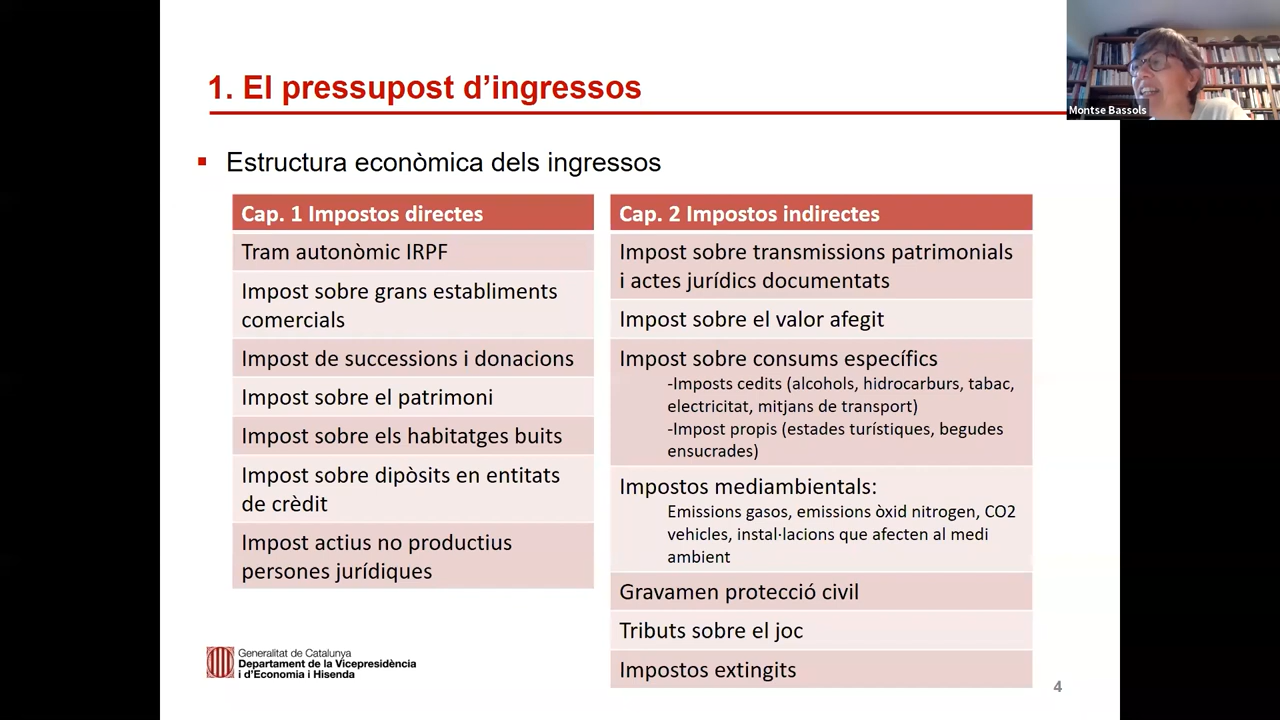 1. El pressupost d'ingressos
Montse Bassols
Estructura econòmica dels ingressos
Cap. 1 Impostos directes
Tram autonòmic IRPF
Impost sobre grans establiments
comercials
Impost de successions i donacions
Impost sobre el patrimoni
Impost sobre els habitatges buits
Impost sobre dipòsits en entitats
de crèdit
Impost actius no productius
persones jurídiques
Cap. 2 Impostos indirectes
Impost sobre transmissions patrimonials
i actes jurídics documentats
Impost sobre el valor afegit
Impost sobre consums específics
-Imposts cedits (alcohols, hidrocarburs, tabac,
electricitat, mitjans de transport)
-Impost propis (estades turístiques, begudes
ensucrades)
Impostos mediambientals:
Emissions gasos, emissions òxid nitrogen, CO2
vehicles, instal·lacions que afecten al medi
ambient
Gravamen protecció civil
Tributs sobre el joc
Impostos extingits
Generalitat de Catalunya
Departament de la Vicepresidència
i d'Economia i Hisenda
4